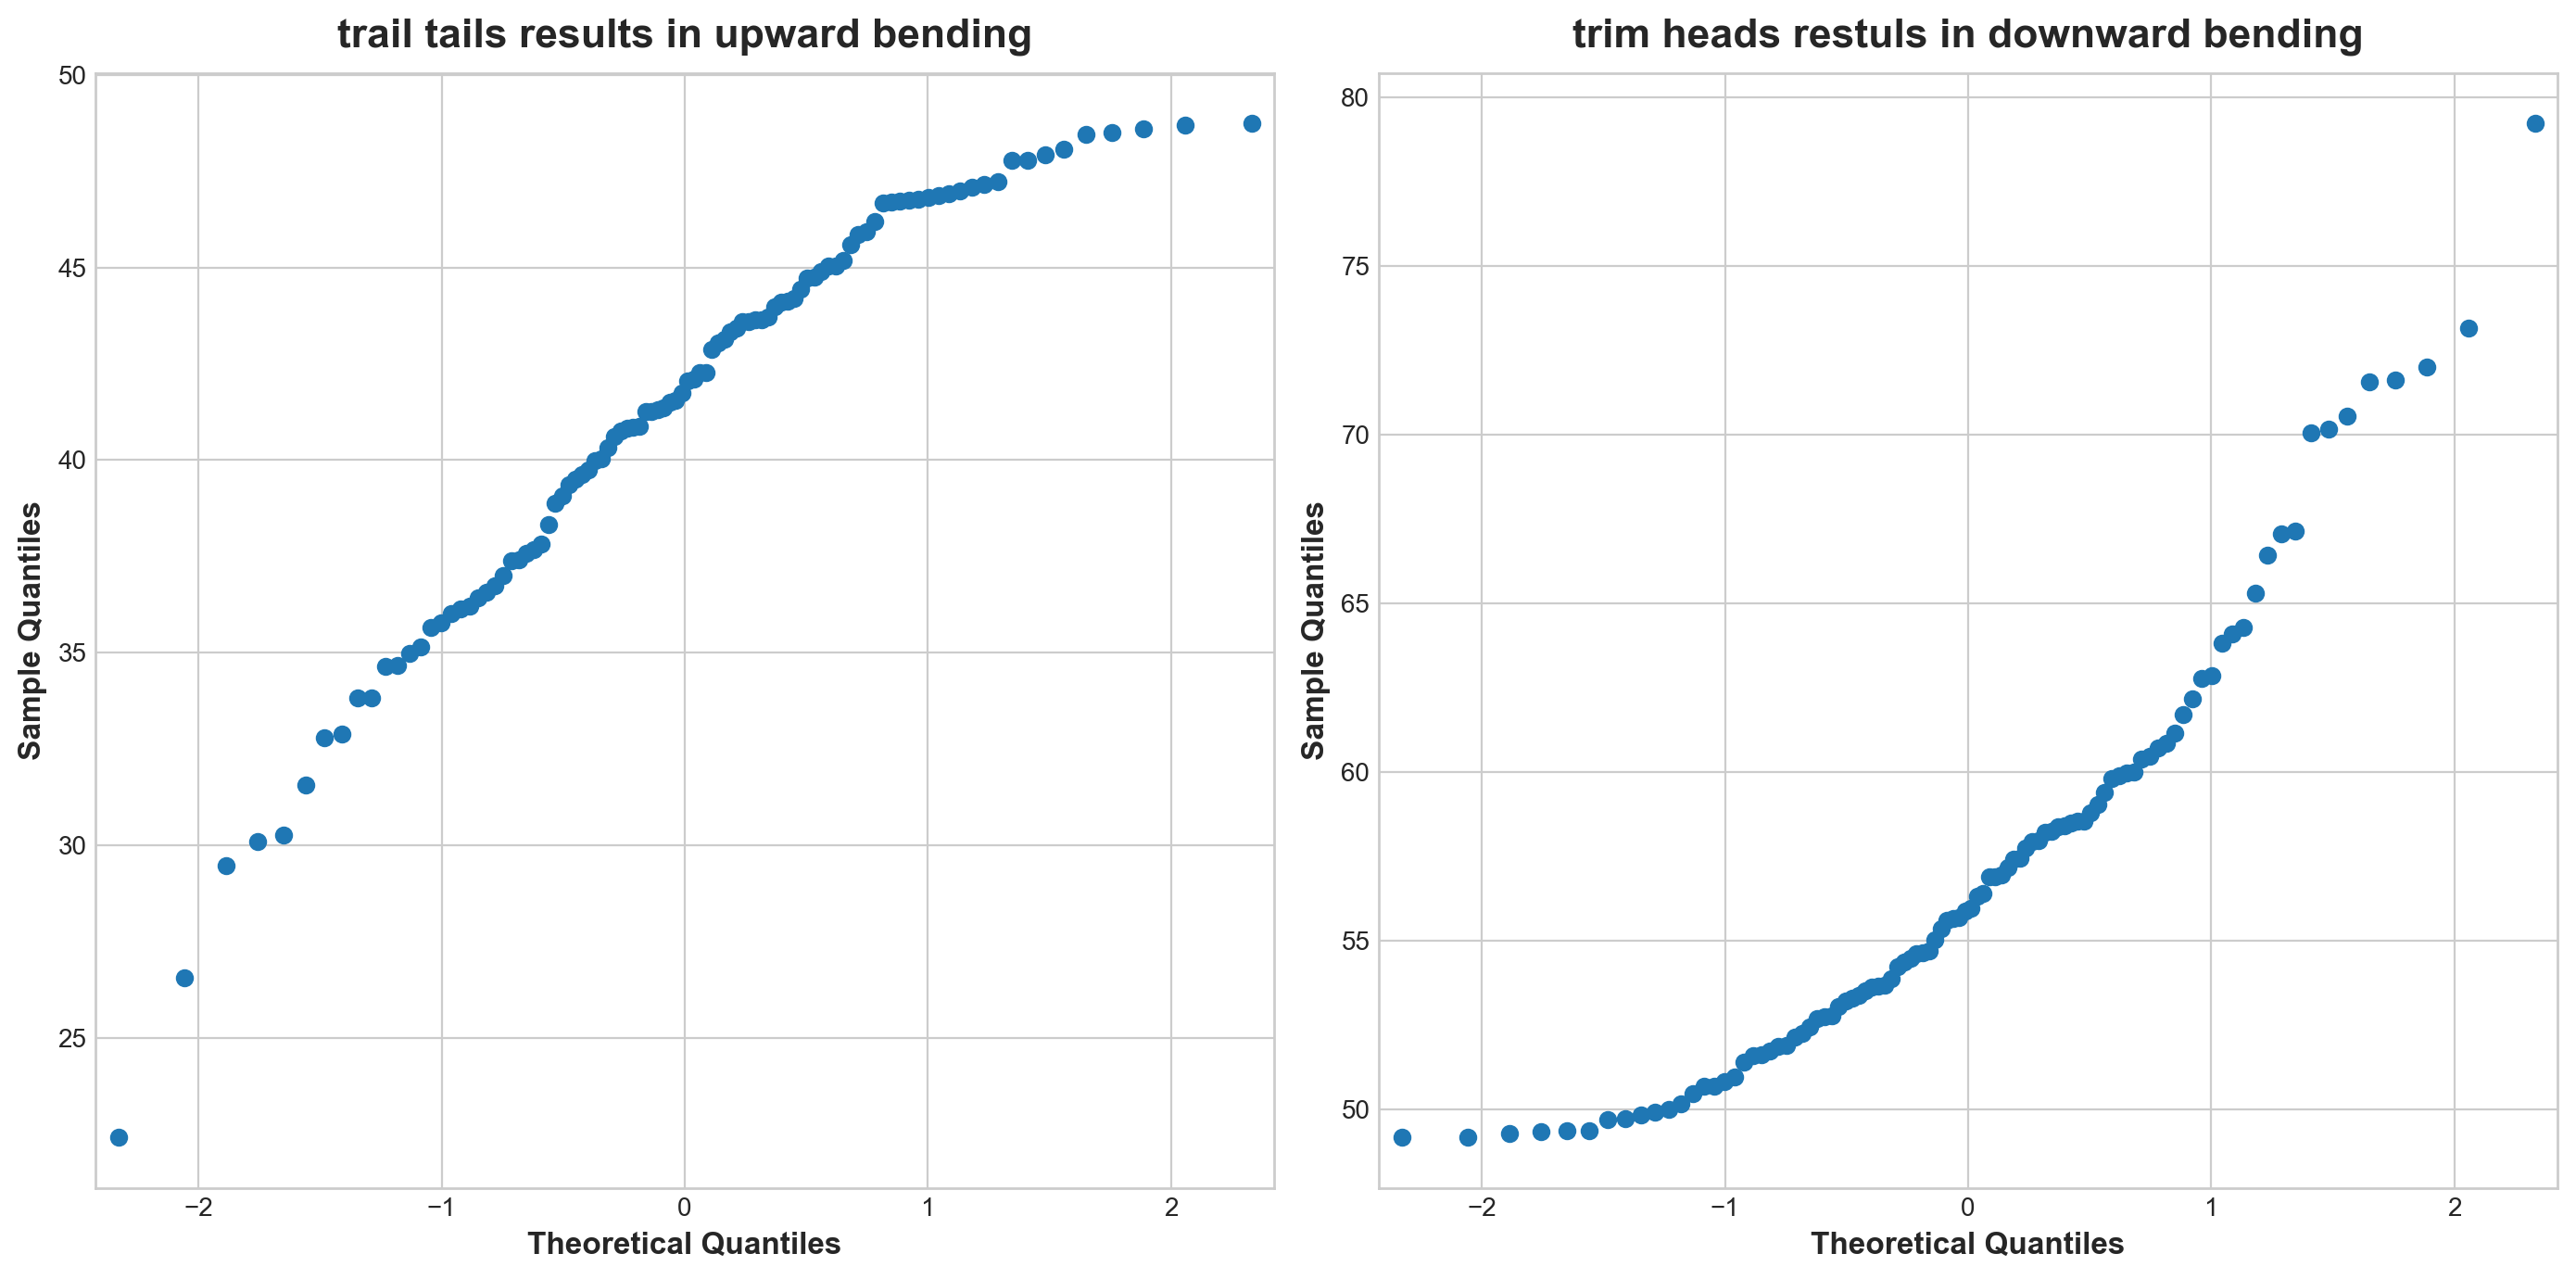 trail tails results in upward bending
50
45
40
35
30
25
Sample Quantiles
−2 −1 0 1 2
Theoretical Quantiles
trim heads restuls in downward bending
80
75
70
65
60
55
50
Sample Quantiles
−2 −1 0 1 2
Theoretical Quantiles